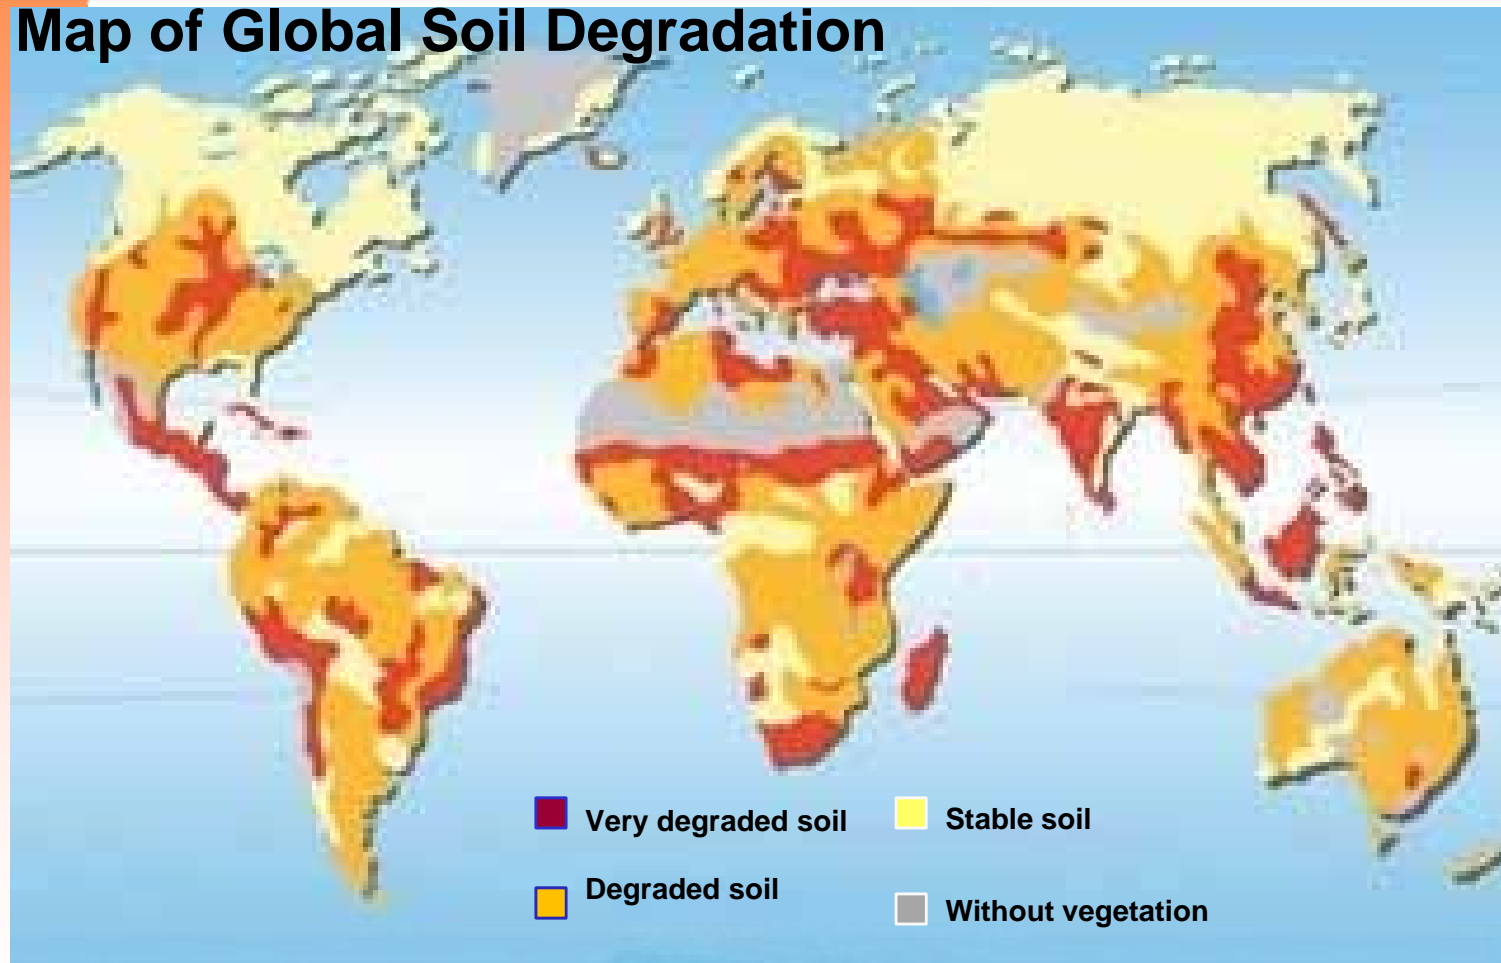 Map of Global Soil Degradation
Very degraded soil
Stable soil
Degraded soil
Without vegetation